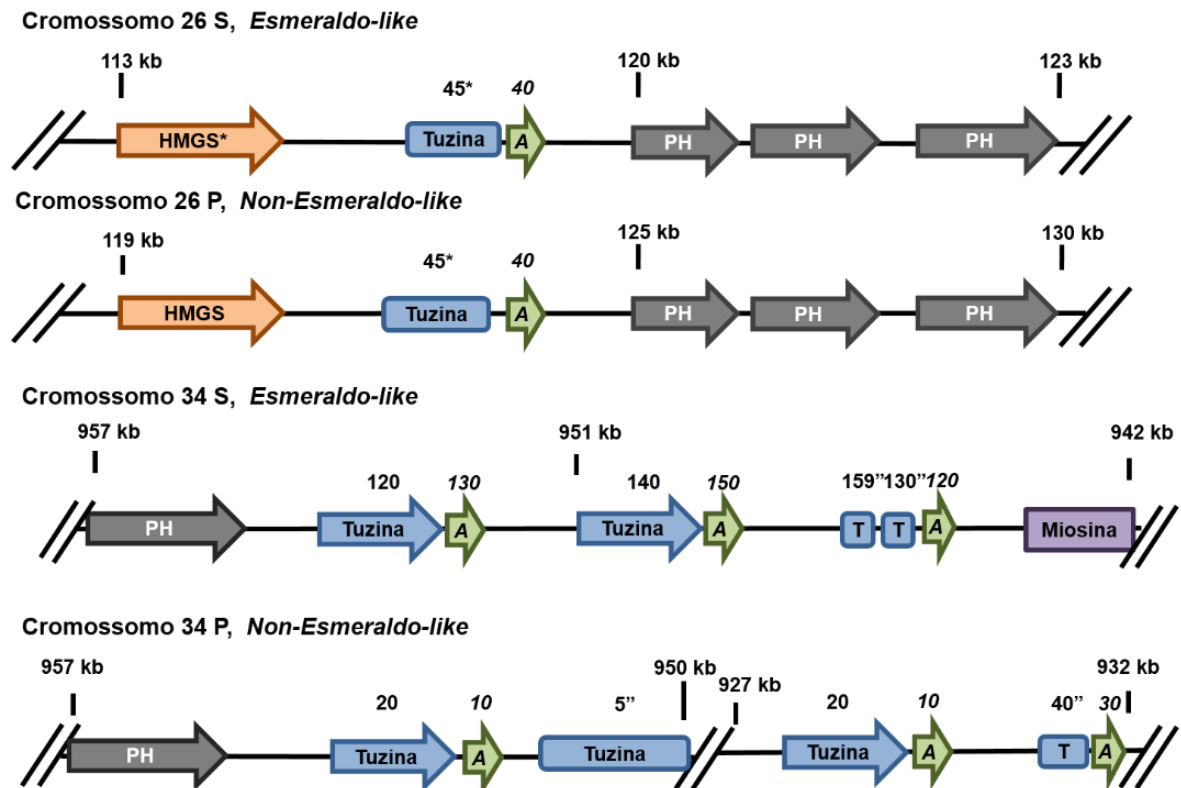 Cromossomo 26 S, Esmeraldo-like
113 kb 120 kb 123 kb
45* 40
HMGS* Tuzina A PH PH PH
Cromossomo 26 P, Non-Esmeraldo-like
119 kb 125 kb 130 kb
45* 40
HMGS Tuzina A PH PH PH
Cromossomo 34 S, Esmeraldo-like
957 kb 951 kb 942 kb
120 130 140 150 159” 130” 120
PH Tuzina A Tuzina A T T A Miosina
Cromossomo 34 P, Non-Esmeraldo-like
957 kb 950 kb 927 kb 932 kb
20 10 5” 20 10 40” 30
PH Tuzina A Tuzina Tuzina A T A